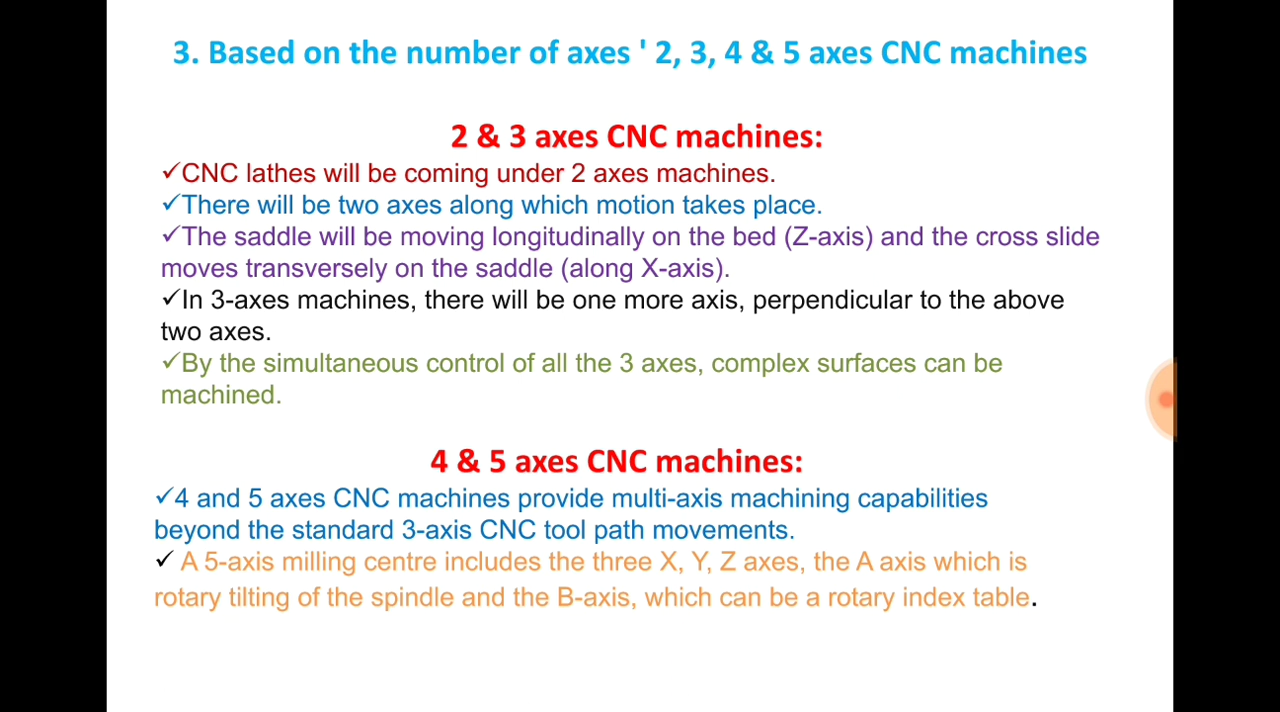 3. Based on the number of axes ' 2, 3, 4 & 5 axes CNC machines
2 & 3 axes CNC machines:
✓CNC lathes will be coming under 2 axes machines.
✓There will be two axes along which motion takes place.
✓The saddle will be moving longitudinally on the bed (Z-axis) and the cross slide
moves transversely on the saddle (along X-axis).
✓In 3-axes machines, there will be one more axis, perpendicular to the above
two axes.
✓By the simultaneous control of all the 3 axes, complex surfaces can be
machined.
4 & 5 axes CNC machines:
✓4 and 5 axes CNC machines provide multi-axis machining capabilities
beyond the standard 3-axis CNC tool path movements.
✓ A 5-axis milling centre includes the three X, Y, Z axes, the A axis which is
rotary tilting of the spindle and the B-axis, which can be a rotary index table.